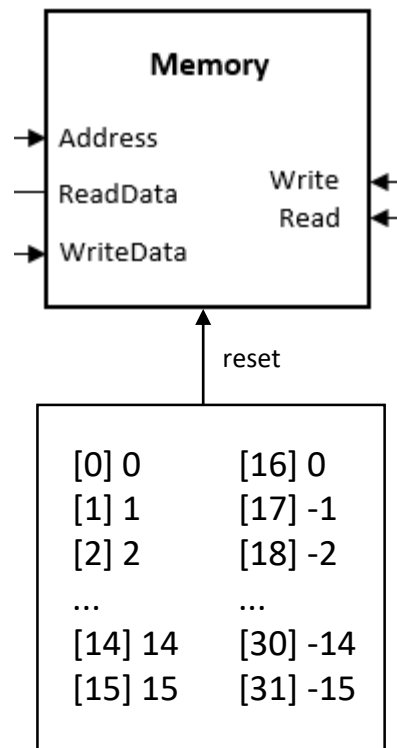 Memory
Address
ReadData
WriteData
Write
Read
reset
[0] 0
[1] 1
[2] 2
...
[14] 14
[15] 15
[16] 0
[17] -1
[18] -2
...
[30] -14
[31] -15